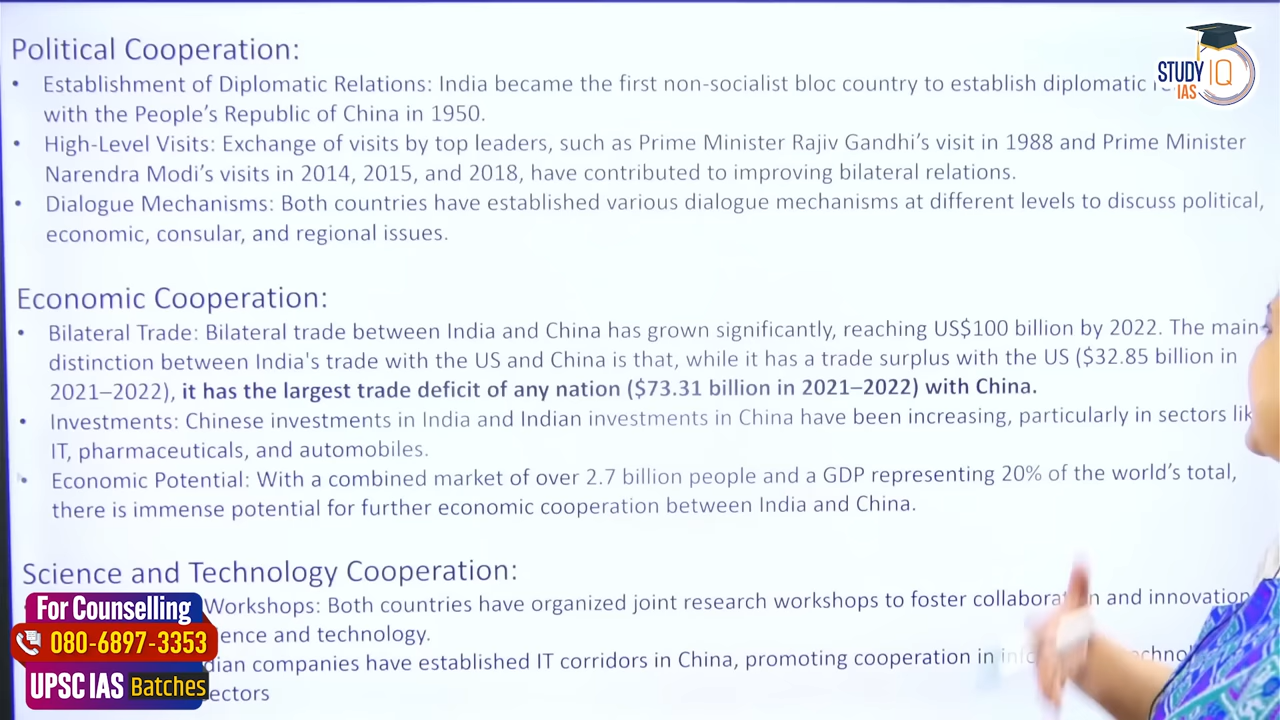 Political Cooperation:
• Establishment of Diplomatic Relations: India became the first non-socialist bloc country to establish diplomatic
with the People's Republic of China in 1950.
• High-Level Visits: Exchange of visits by top leaders, such as Prime Minister Rajiv Gandhi's visit in 1988 and Prime Minister
Narendra Modi's visits in 2014, 2015, and 2018, have contributed to improving bilateral relations.
• Dialogue Mechanisms: Both countries have established various dialogue mechanisms at different levels to discuss political,
economic, consular, and regional issues.
STUDY IQ
IAS
Economic Cooperation:
• Bilateral Trade: Bilateral trade between India and China has grown significantly, reaching US$100 billion by 2022. The main
distinction between India's trade with the US and China is that, while it has a trade surplus with the US ($32.85 billion in
2021–2022), it has the largest trade deficit of any nation ($73.31 billion in 2021–2022) with China.
• Investments: Chinese investments in India and Indian investments in China have been increasing, particularly in sectors
IT, pharmaceuticals, and automobiles.
• Economic Potential: With a combined market of over 2.7 billion people and a GDP representing 20% of the world's total,
there is immense potential for further economic cooperation between India and China.
Science and Technology Cooperation:
Workshops: Both countries have organized joint research workshops to foster and innovation
and technology.
companies have established IT corridors in China, promoting cooperation in
For Counselling
080-6897-3353
UPSC IAS Batches